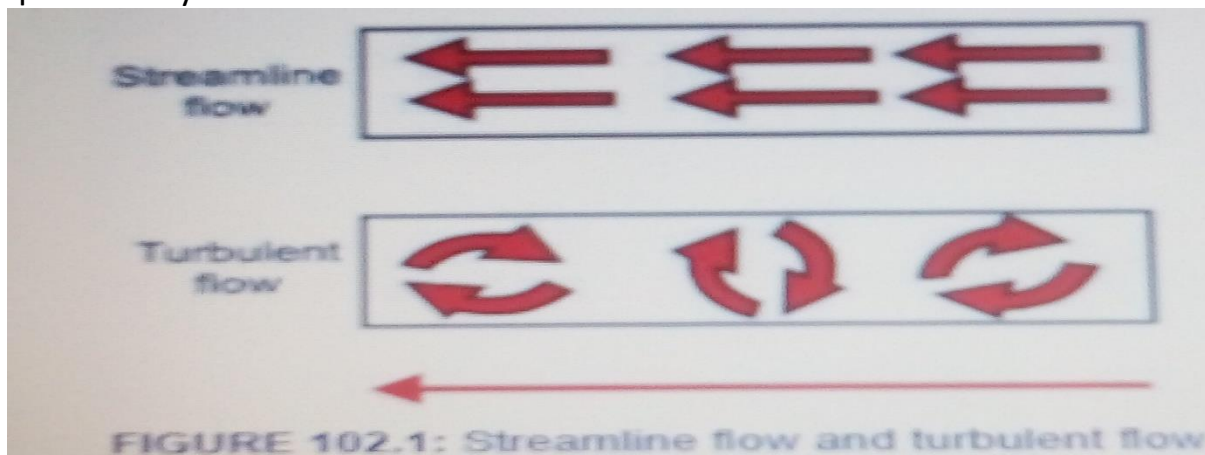 Streamline
flow
Turbulent
flow
FIGURE 102.1: Streamline flow and turbulent flow